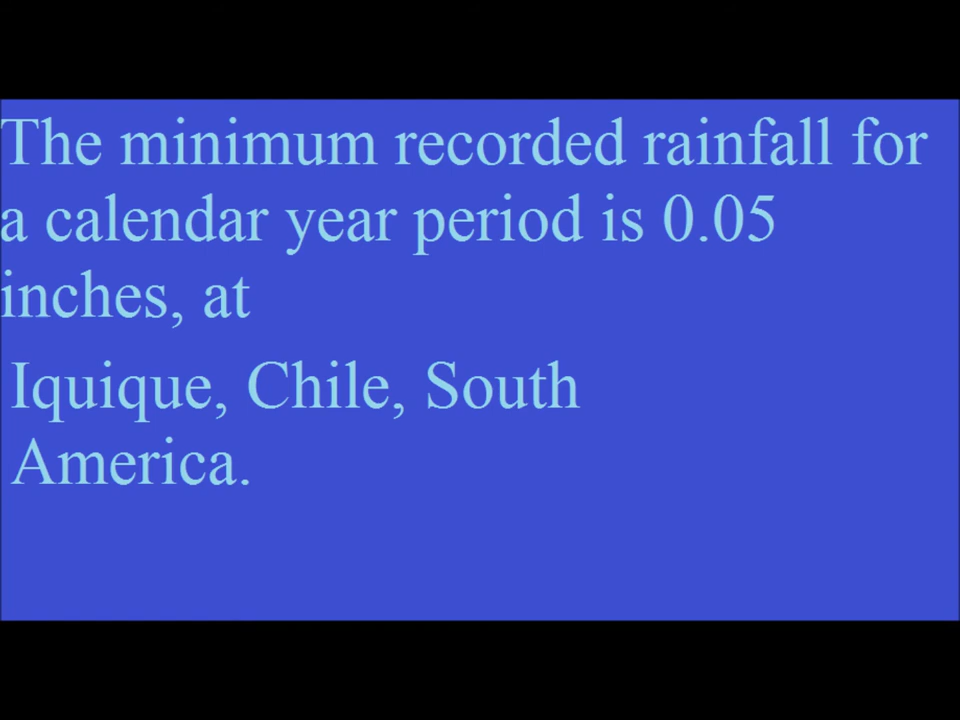 The minimum recorded rainfall for
a calendar year period is 0.05
inches, at
Iquique, Chile, South
America.